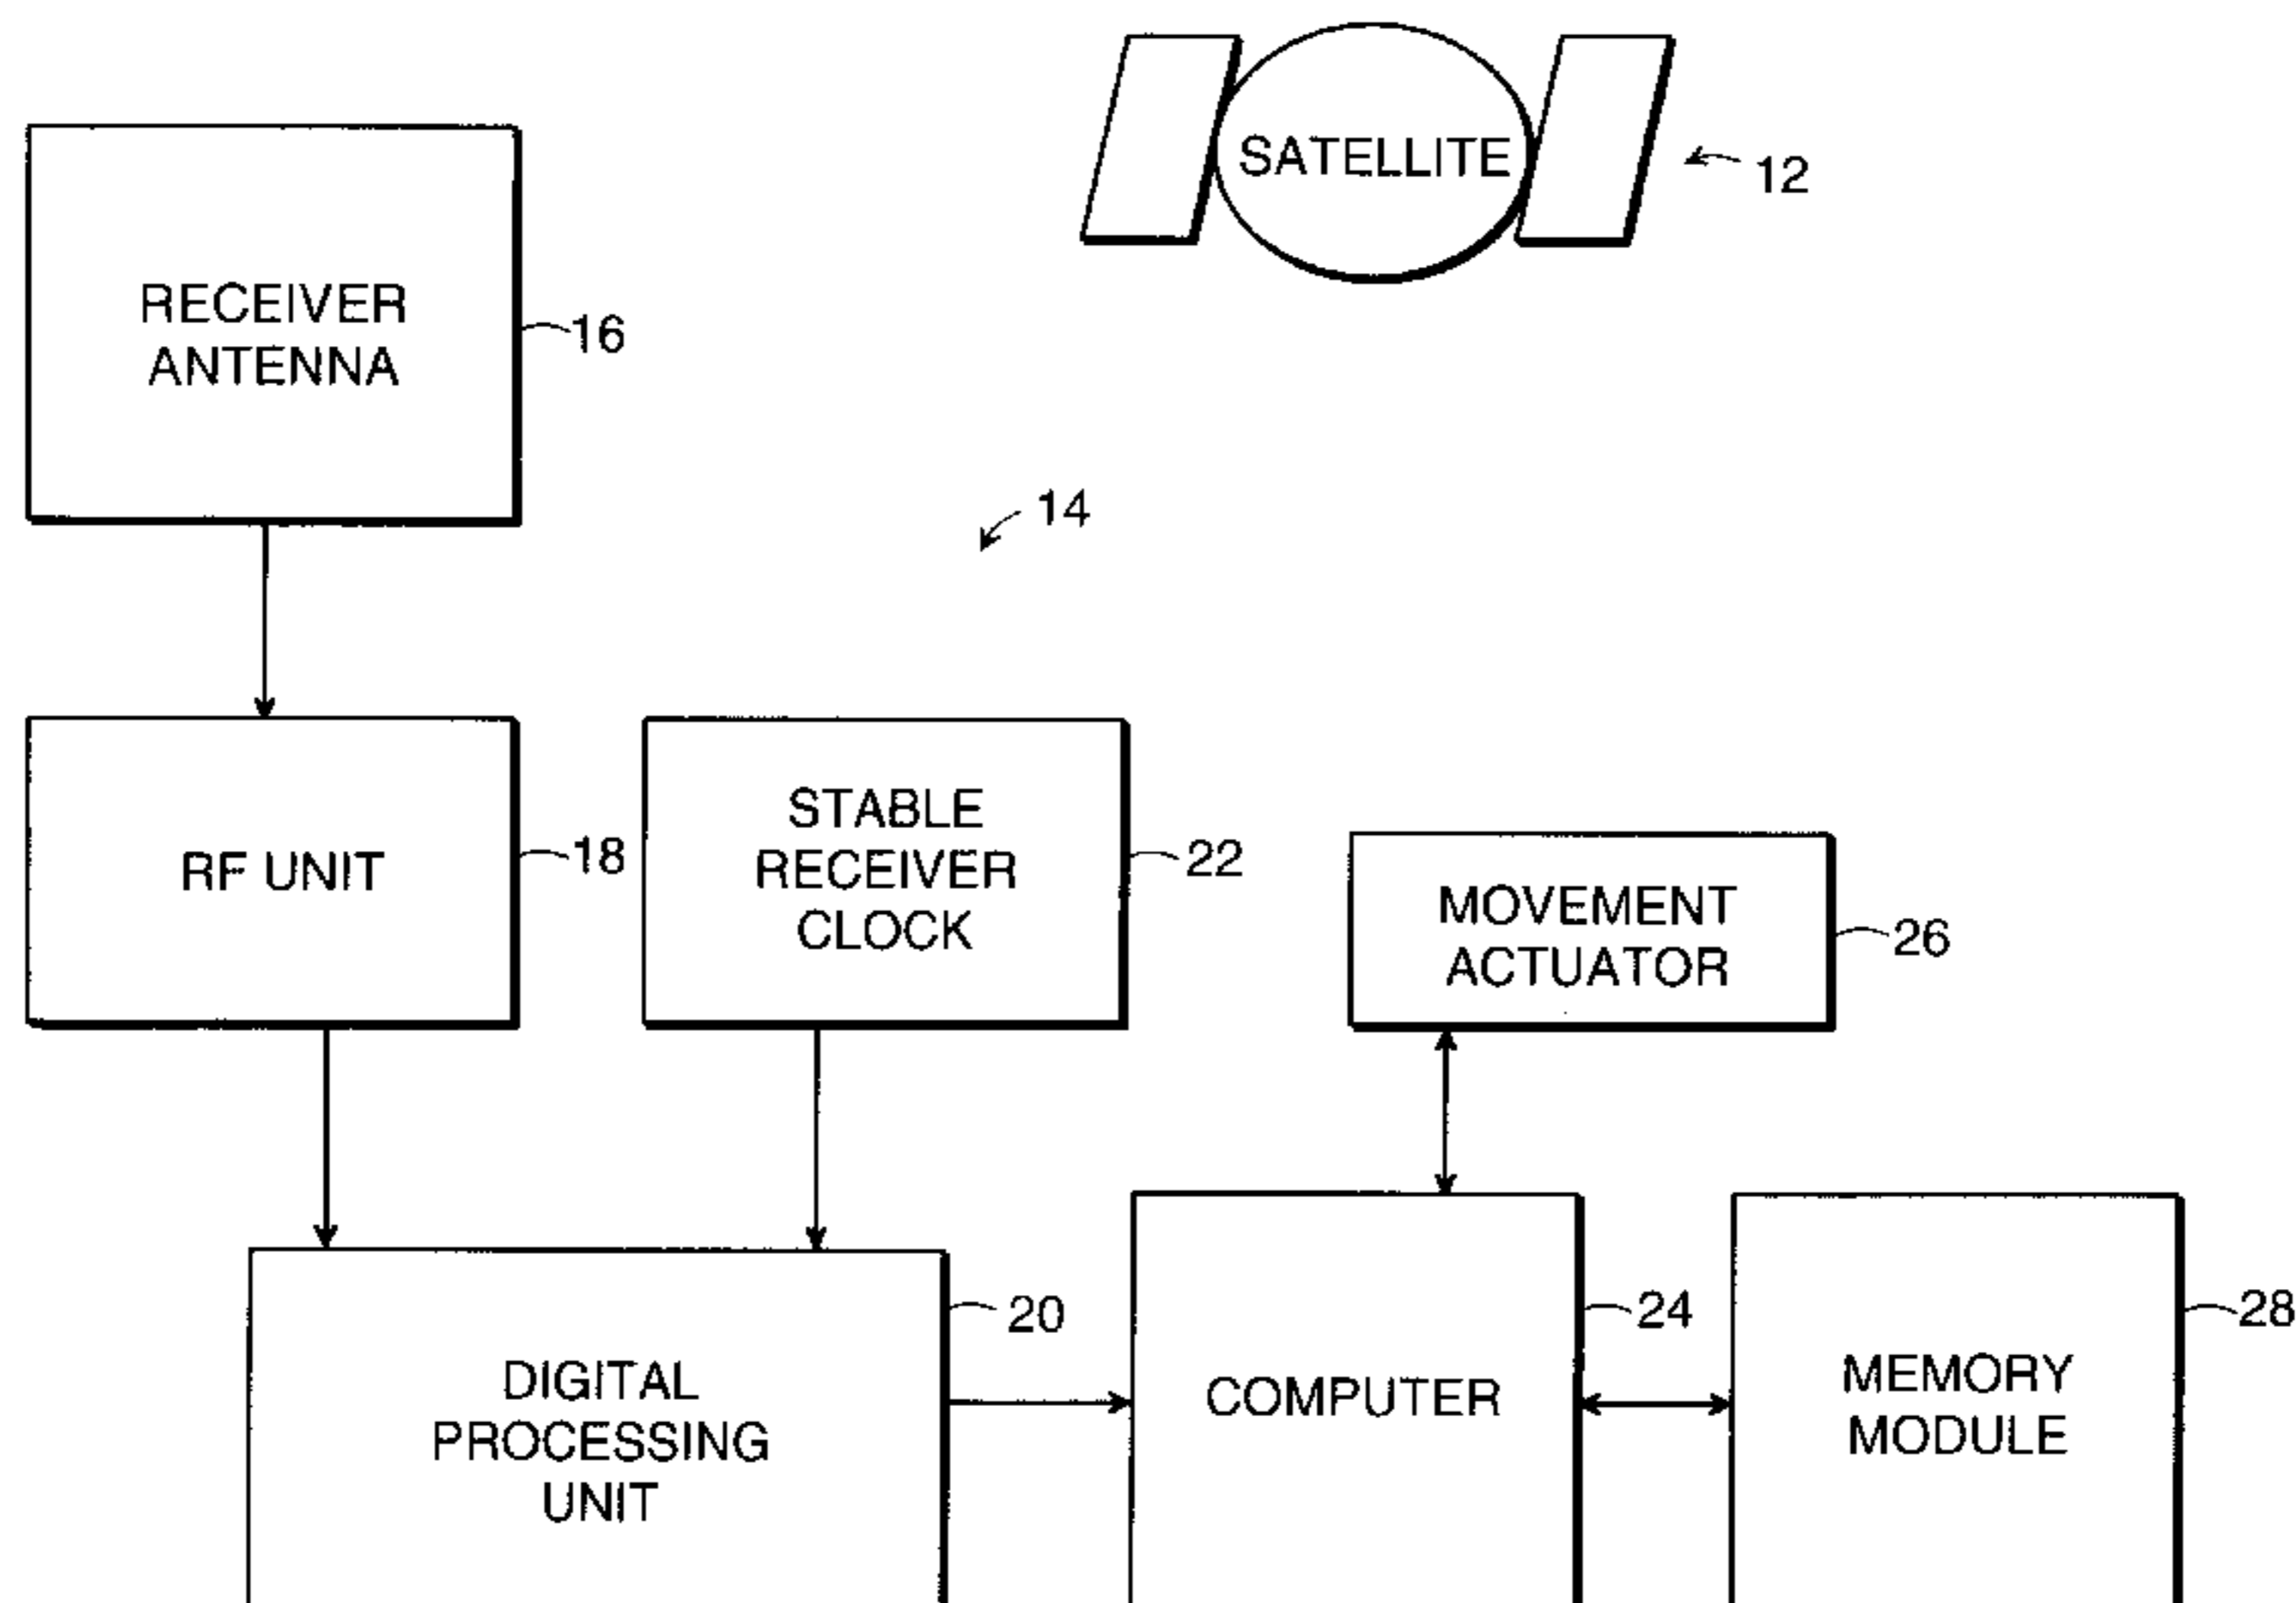 SATELLITE
12
RECEIVER
ANTENNA
16
14
RF UNIT
18
STABLE
RECEIVER
CLOCK
22
MOVEMENT
ACTUATOR
26
DIGITAL
PROCESSING
UNIT
20
COMPUTER
24
MEMORY
MODULE
28